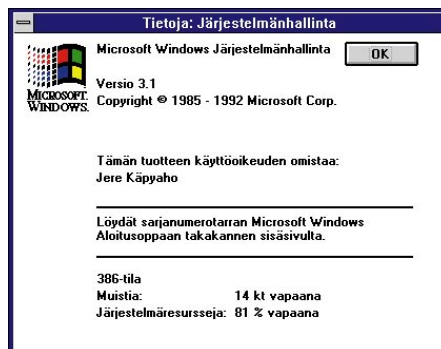 Tietoja: Järjestelmänhallinta
Microsoft Windows Järjestelmänhallinta
OK
MICROSOFT.
WINDOWS.
Versio 3.1
Copyright © 1985 - 1992 Microsoft Corp.
Tämän tuotteen käyttöoikeuden omistaa:
Jere Käpyaho
Löydät sarjanumerotarran Microsoft Windows
Aloitusoppaan takakannen sisäsivulta.
386-tila
Muistia: 14 kt vapaana
Järjestelmäresursseja: 81 % vapaana